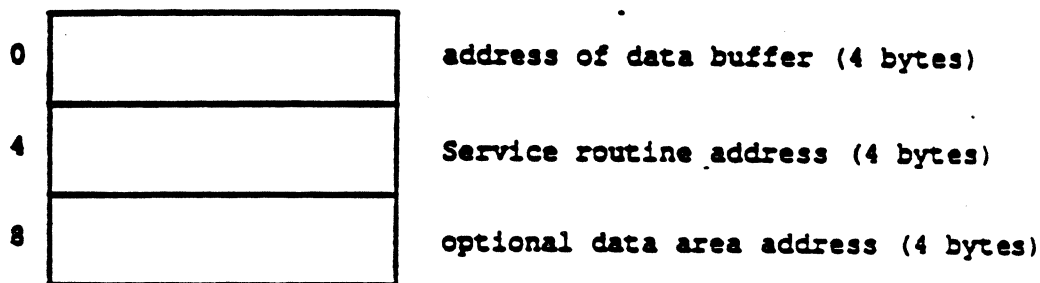 0 address of data buffer (4 bytes)
4 Service routine address (4 bytes)
8 optional data area address (4 bytes)